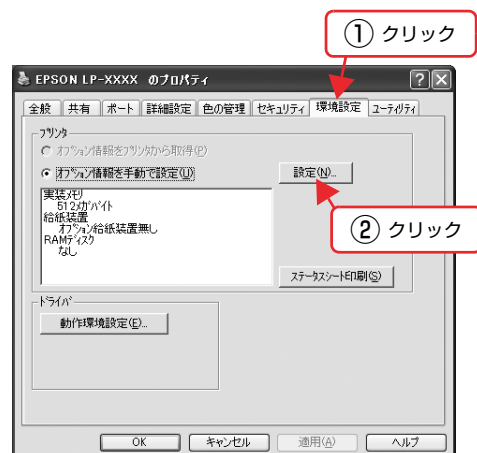 ① クリック
EPSON LP-XXXX のプロパティ
全般 共有 ポート 詳細設定 色の管理 セキュリティ 環境設定 ユーティリティ
プリンタ
オプション情報をプリンタから取得(P)
オプション情報を手動で設定(U)
設定(N)...
実装メモリ
512メガバイト
給紙装置
オプション給紙装置無し
RAMディスク
なし
② クリック
ステータスシート印刷(S)
ドライバ
動作環境設定(E)...
OK キャンセル 適用(A) ヘルプ